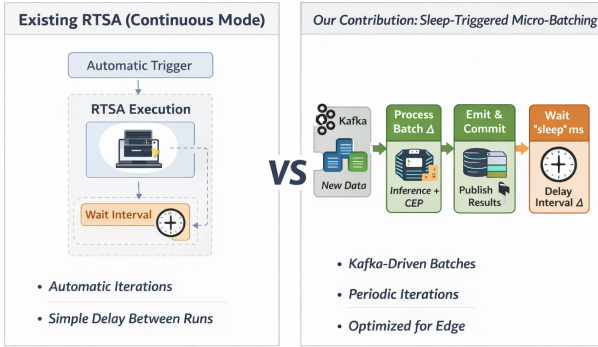 Existing RTSA (Continuous Mode)
Automatic Trigger
RTSA Execution
Wait Interval
• Automatic Iterations
• Simple Delay Between Runs
VS
Our Contribution: Sleep-Triggered Micro-Batching
Kafka
New Data
Process
Batch Δ
Inference +
CEP
Emit &
Commit
Publish
Results
Wait
"sleep" ms
Delay
Interval Δ
• Kafka-Driven Batches
• Periodic Iterations
• Optimized for Edge